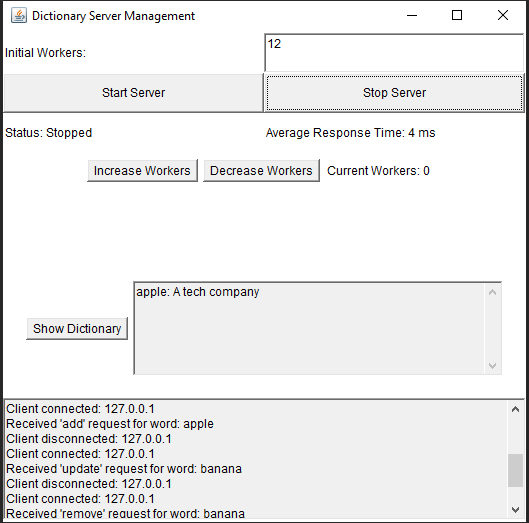 Dictionary Server Management
Initial Workers:
12
Start Server
Stop Server
Status: Stopped
Average Response Time: 4 ms
Increase Workers
Decrease Workers
Current Workers: 0
Show Dictionary
apple: A tech company
Client connected: 127.0.0.1
Received 'add' request for word: apple
Client disconnected: 127.0.0.1
Client connected: 127.0.0.1
Received 'update' request for word: banana
Client disconnected: 127.0.0.1
Client connected: 127.0.0.1
Received 'remove' request for word: banana